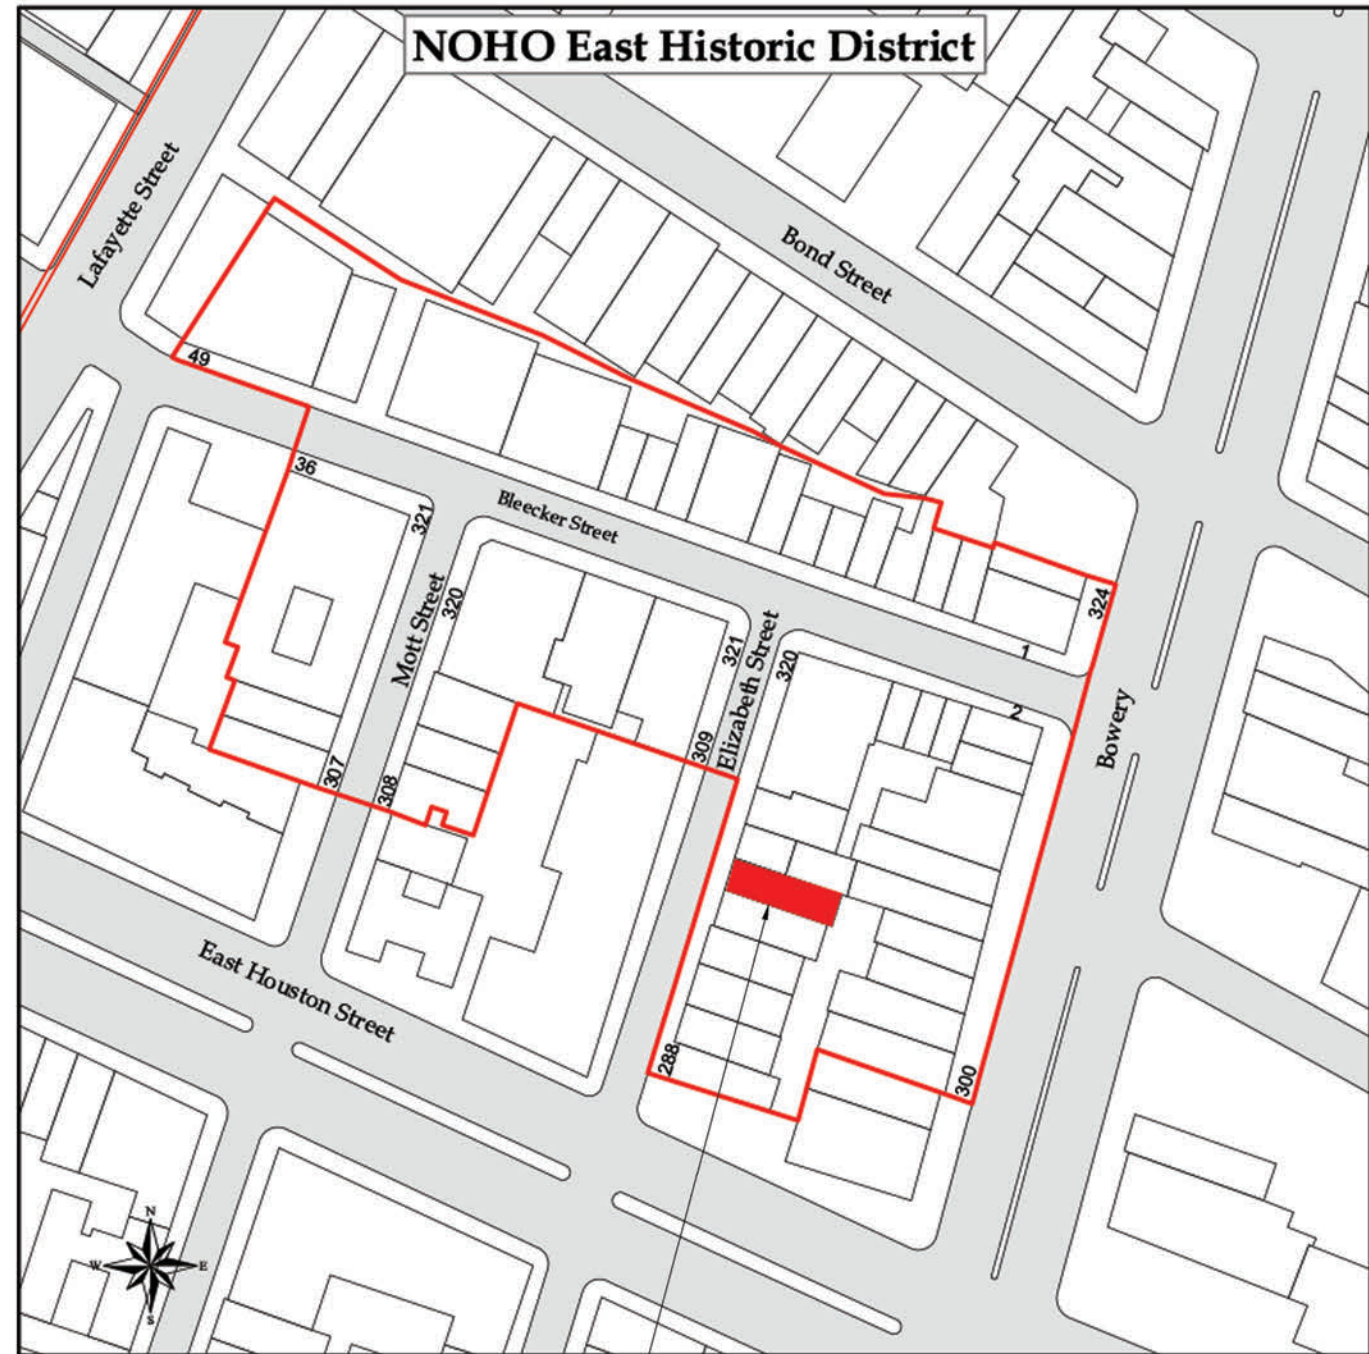 NOHO East Historic District
Lafayette Street
Bond Street
49
36
321
Bleecker Street
Mott Street
320
321
Elizabeth Street
320
324
1
2
Bowery
309
307
308
East Houston Street
288
300
N
W
E
S